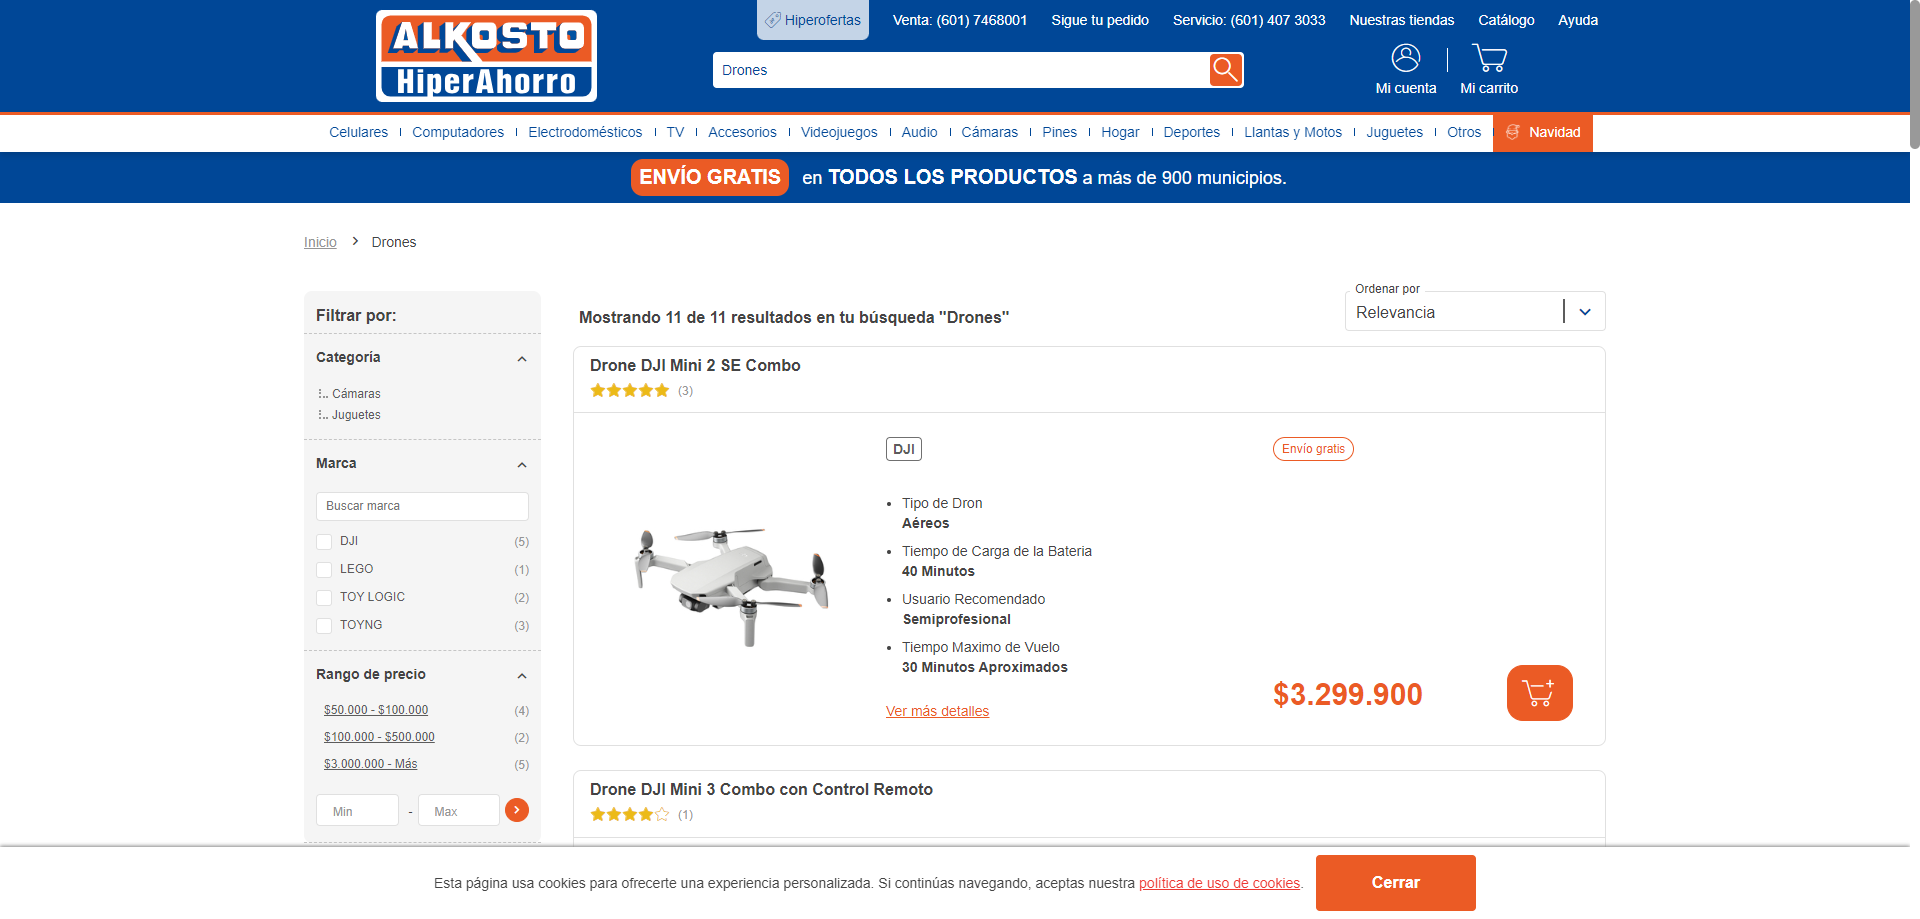 ALKOSTO
HiperAhorro
Hiperofertas
Venta: (601) 7468001
Sigue tu pedido
Servicio: (601) 407 3033
Nuestras tiendas
Catálogo
Ayuda
Drones
Mi cuenta
Mi carrito
Celulares
Computadores
Electrodomésticos
TV
Accesorios
Videojuegos
Audio
Cámaras
Pines
Hogar
Deportes
Llantas y Motos
Juguetes
Otros
Navidad
ENVÍO GRATIS en TODOS LOS PRODUCTOS a más de 900 municipios.
Inicio > Drones
Filtrar por:
Categoría
Cámaras
Juguetes
Marca
Buscar marca
DJI (5)
LEGO (1)
TOY LOGIC (2)
TOYNG (3)
Rango de precio
$50.000 - $100.000 (4)
$100.000 - $500.000 (2)
$3.000.000 - Más (5)
Min - Max
Mostrando 11 de 11 resultados en tu búsqueda "Drones"
Ordenar por
Relevancia
Drone DJI Mini 2 SE Combo
(3)
DJI
Envío gratis
• Tipo de Dron
Aéreos
• Tiempo de Carga de la Bateria
40 Minutos
• Usuario Recomendado
Semiprofesional
• Tiempo Maximo de Vuelo
30 Minutos Aproximados
Ver más detalles
$3.299.900
Drone DJI Mini 3 Combo con Control Remoto
(1)
Esta página usa cookies para ofrecerte una experiencia personalizada. Si continúas navegando, aceptas nuestra política de uso de cookies.
Cerrar